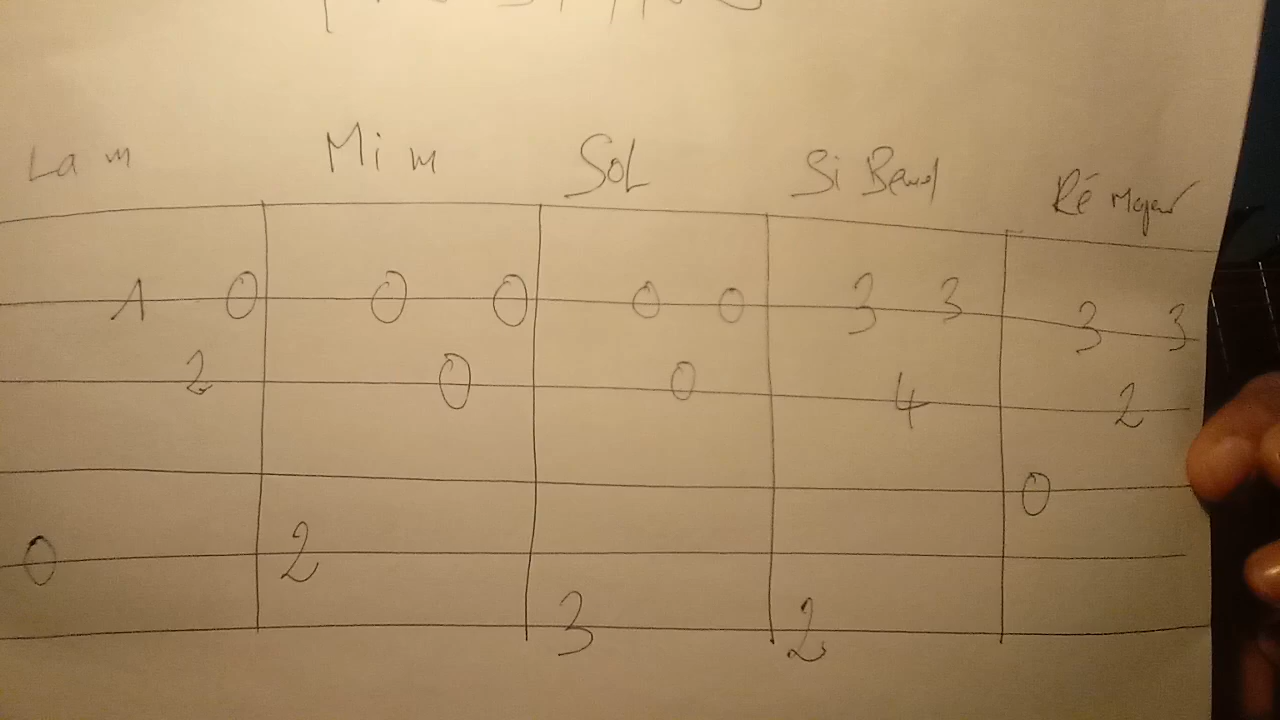 La m Mi m Sol Si Bemol Ré Majeur
1 0 0 0 0 0 3 3 3 3
2 0 0 4 2
0
0 2
3 2